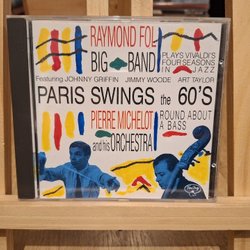 RAYMOND FOL
BIG BAND
PLAYS VIVALDI'S
FOUR SEASONS
IN JAZZ
Featuring JOHNNY GRIFFIN JIMMY WOODE ART TAYLOR
PARIS SWINGS the 60'S
PIERRE MICHELOT
and his ORCHESTRA
ROUND ABOUT
A BASS